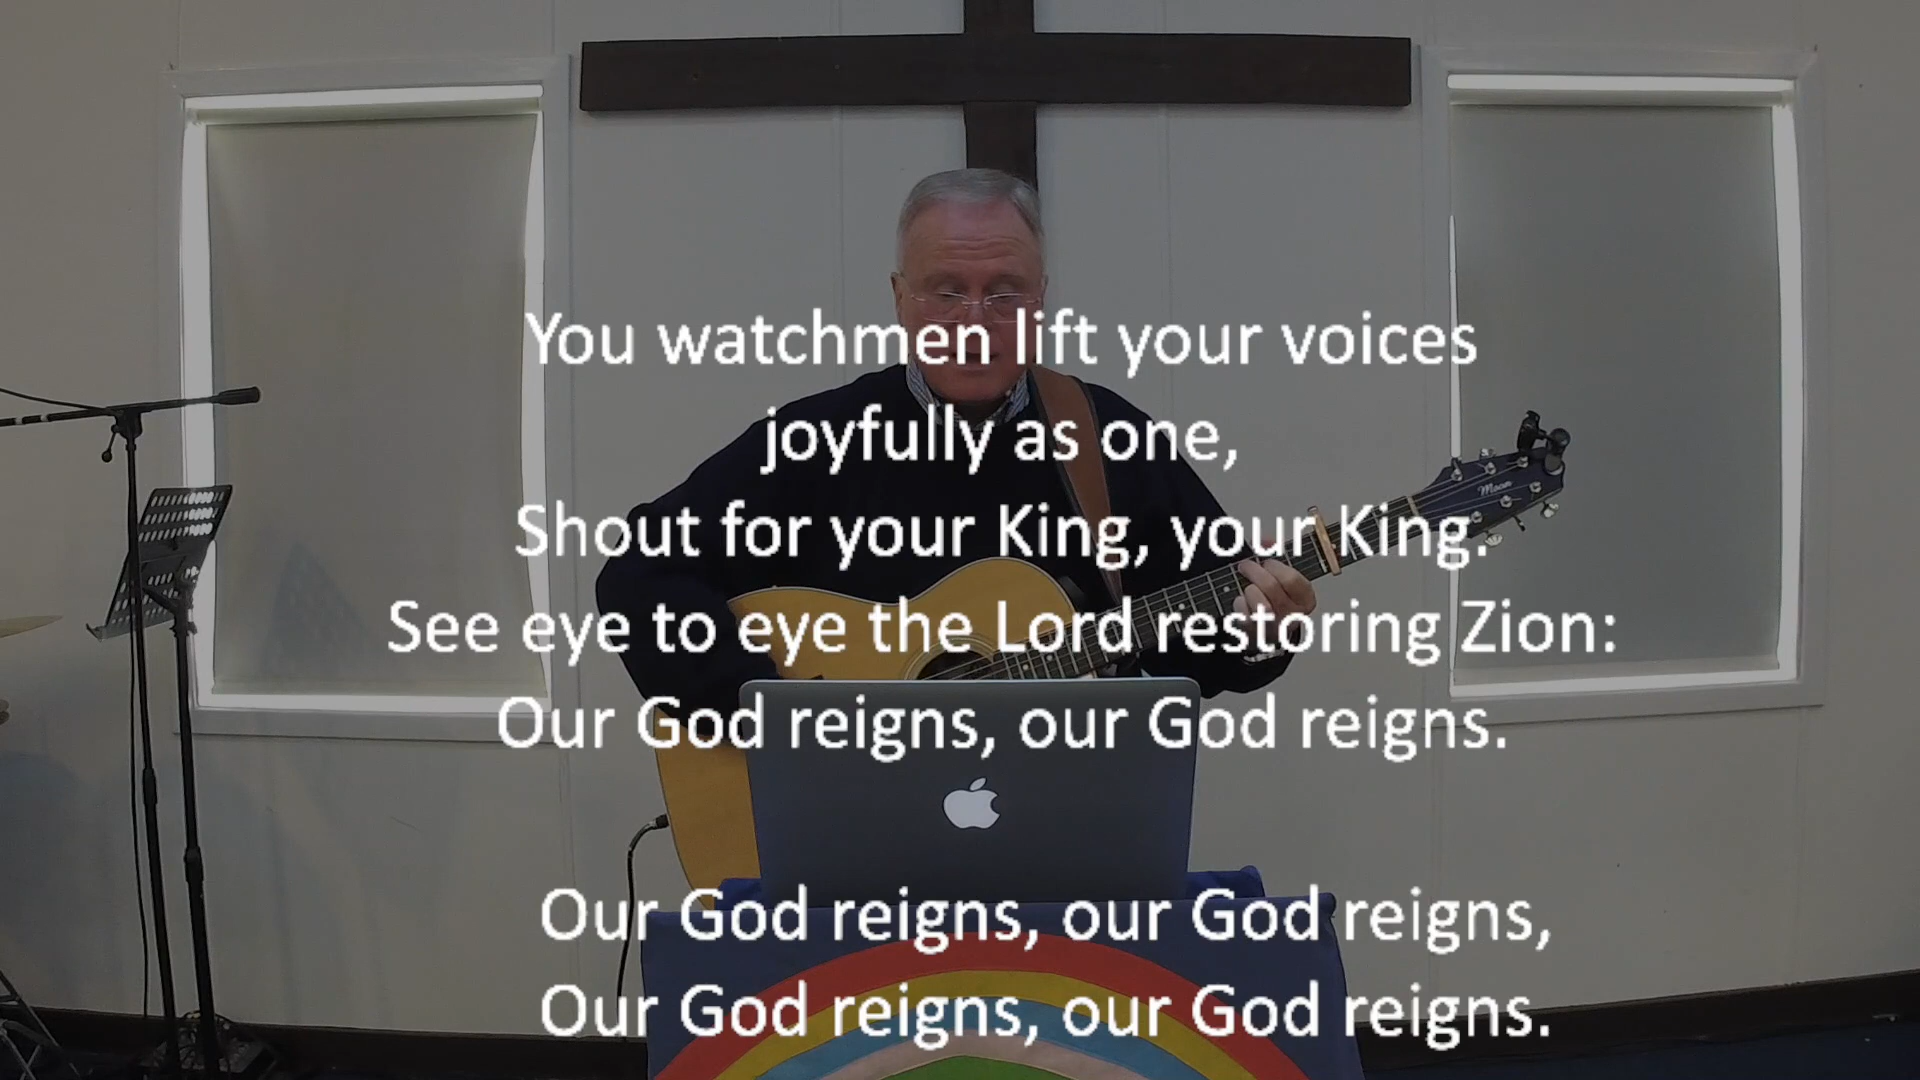 You watchmen lift your voices
joyfully as one,
Shout for your King, your King.
See eye to eye the Lord restoring Zion:
Our God reigns, our God reigns.
Our God reigns, our God reigns,
Our God reigns, our God reigns.
Moon